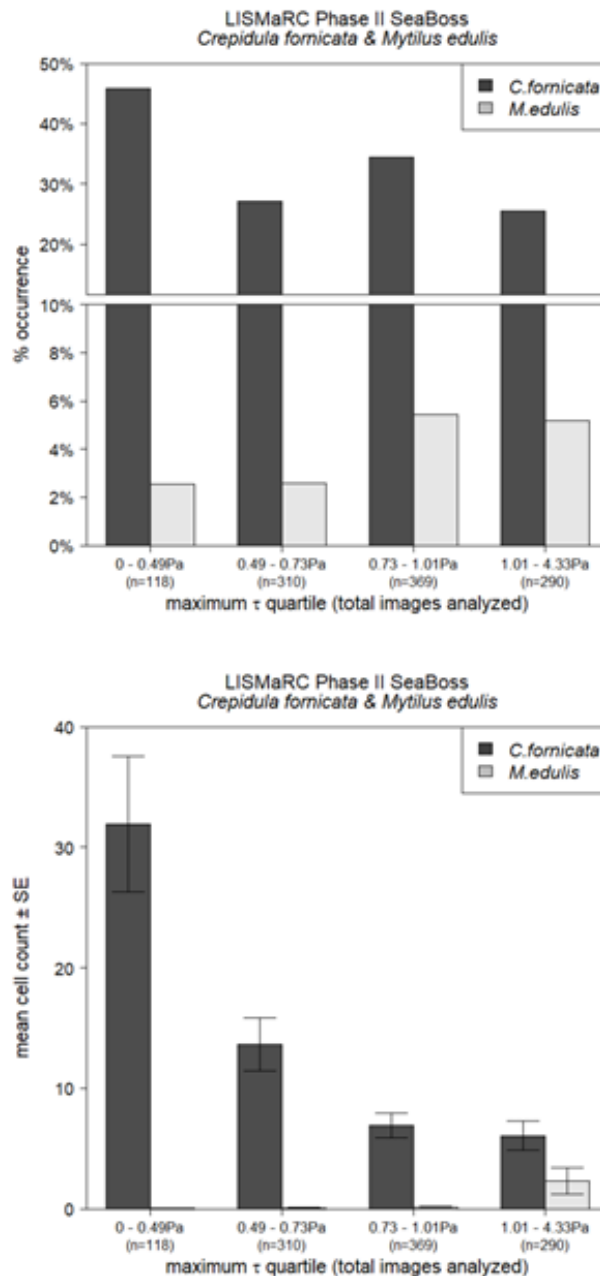 LISMaRC Phase II SeaBoss
Crepidula fornicata & Mytilus edulis
C.fornicata
M.edulis
50%
40%
30%
20%
10%
8%
6%
4%
2%
0%
% occurrence
0 - 0.49Pa
(n=118)
0.49 - 0.73Pa
(n=310)
0.73 - 1.01Pa
(n=369)
1.01 - 4.33Pa
(n=290)
maximum τ quartile (total images analyzed)
LISMaRC Phase II SeaBoss
Crepidula fornicata & Mytilus edulis
C.fornicata
M.edulis
40
30
20
10
0
mean cell count ± SE
0 - 0.49Pa
(n=118)
0.49 - 0.73Pa
(n=310)
0.73 - 1.01Pa
(n=369)
1.01 - 4.33Pa
(n=290)
maximum τ quartile (total images analyzed)